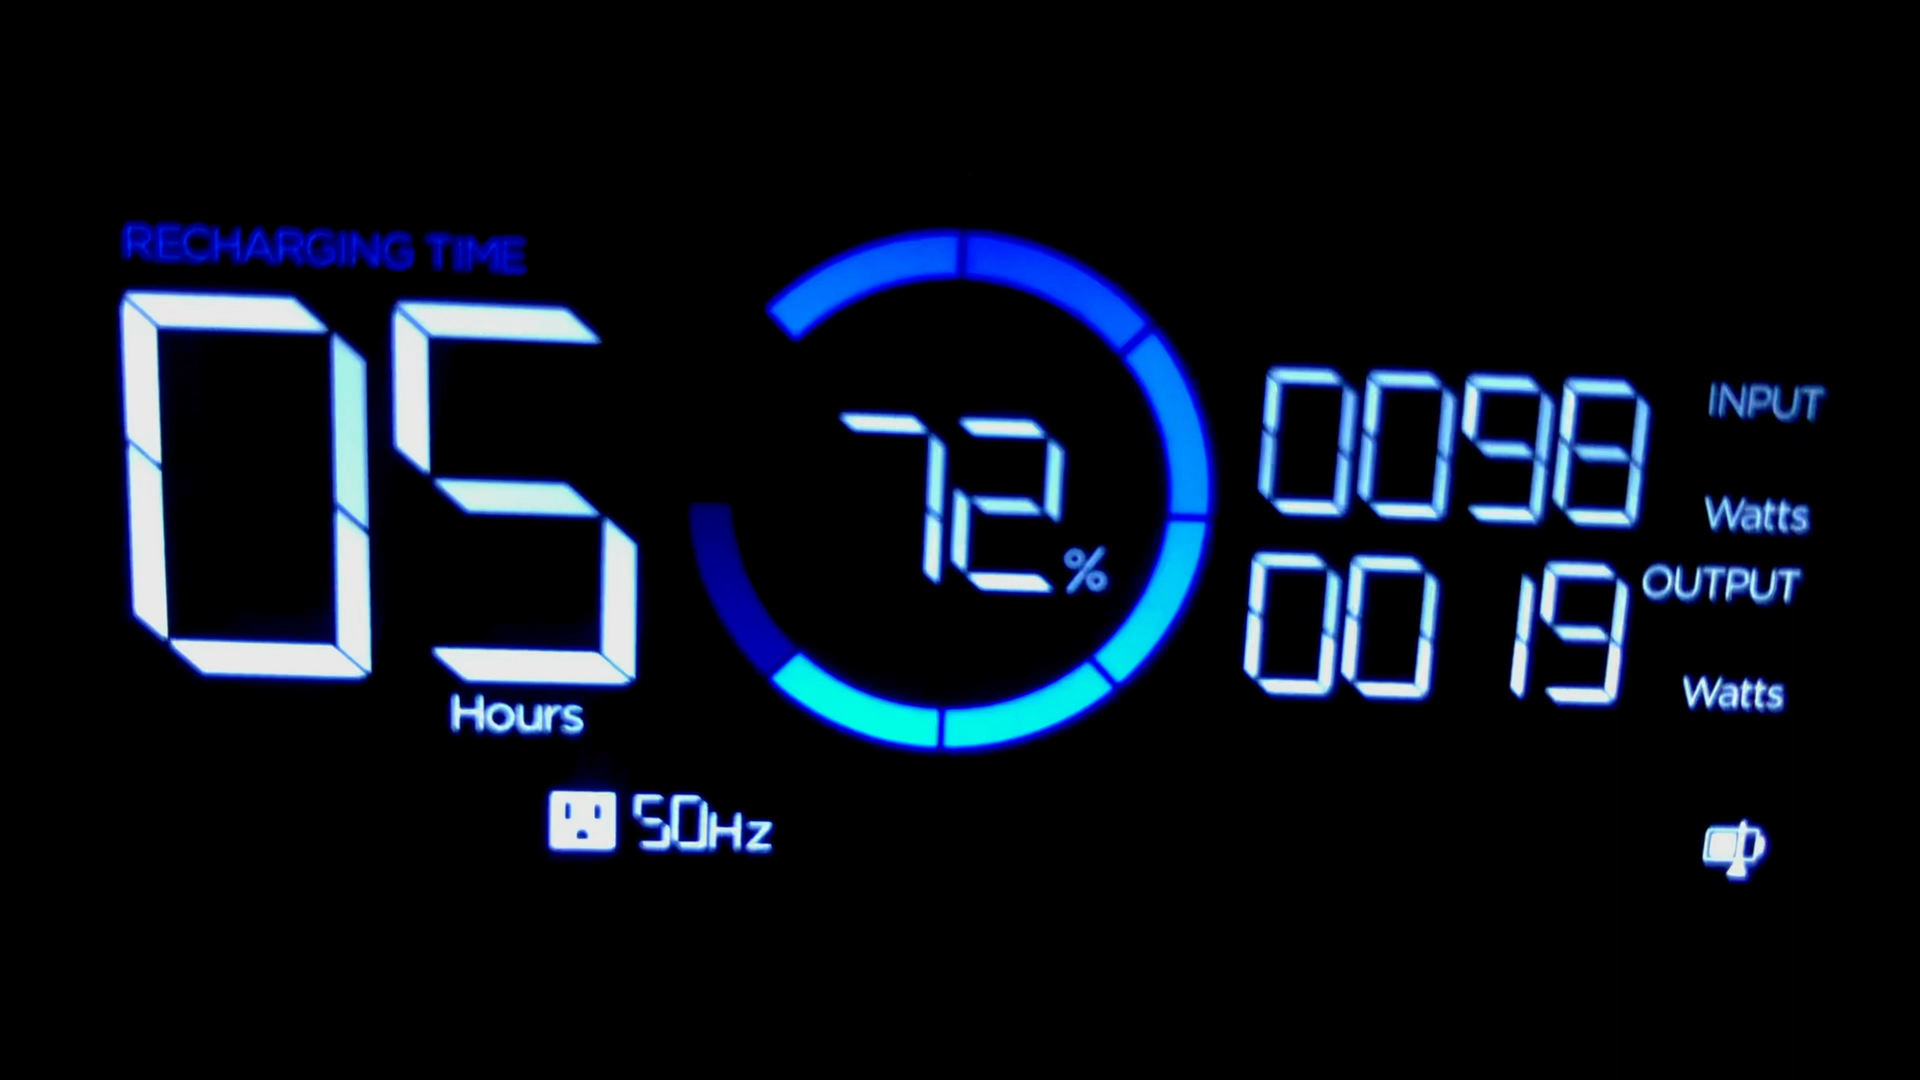 RECHARGING TIME
05
Hours
72%
0098 INPUT
Watts
0019 OUTPUT
Watts
50Hz